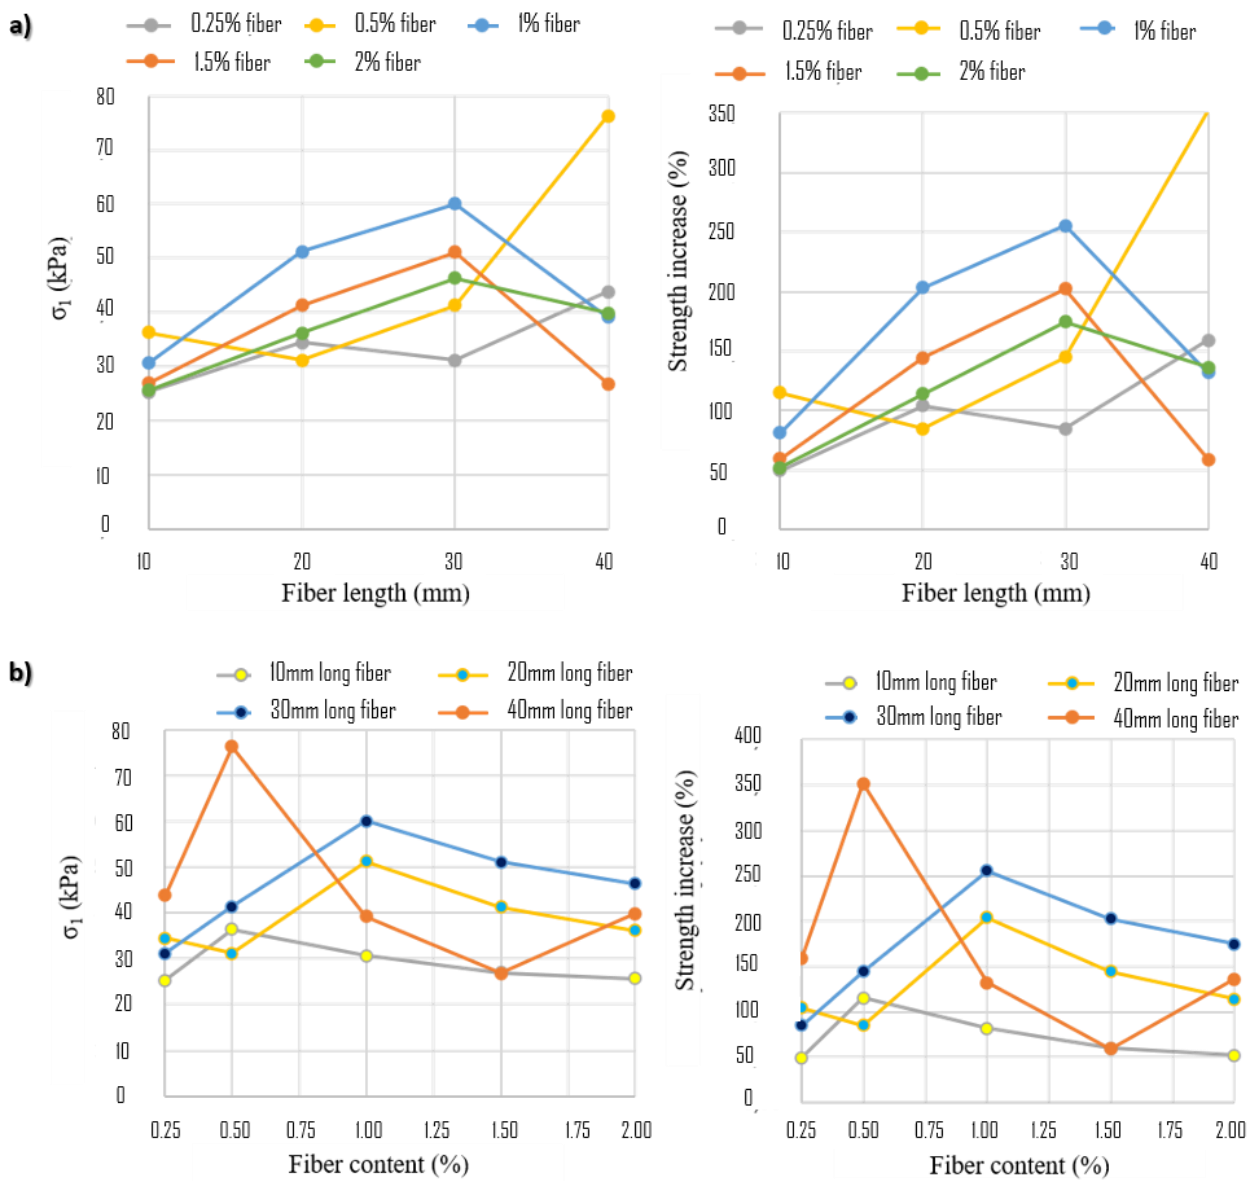 a)
0.25% fiber 0.5% fiber 1% fiber
1.5% fiber 2% fiber
80
70
60
50
40
30
20
10
0
σ1 (kPa)
10 20 30 40
Fiber length (mm)
0.25% fiber 0.5% fiber 1% fiber
1.5% fiber 2% fiber
350
300
250
200
150
100
50
0
Strength increase (%)
10 20 30 40
Fiber length (mm)
b)
10mm long fiber 20mm long fiber
30mm long fiber 40mm long fiber
80
70
60
50
40
30
20
10
0
σ1 (kPa)
0.25 0.50 0.75 1.00 1.25 1.50 1.75 2.00
Fiber content (%)
10mm long fiber 20mm long fiber
30mm long fiber 40mm long fiber
400
350
300
250
200
150
100
50
0
Strength increase (%)
0.25 0.50 0.75 1.00 1.25 1.50 1.75 2.00
Fiber content (%)